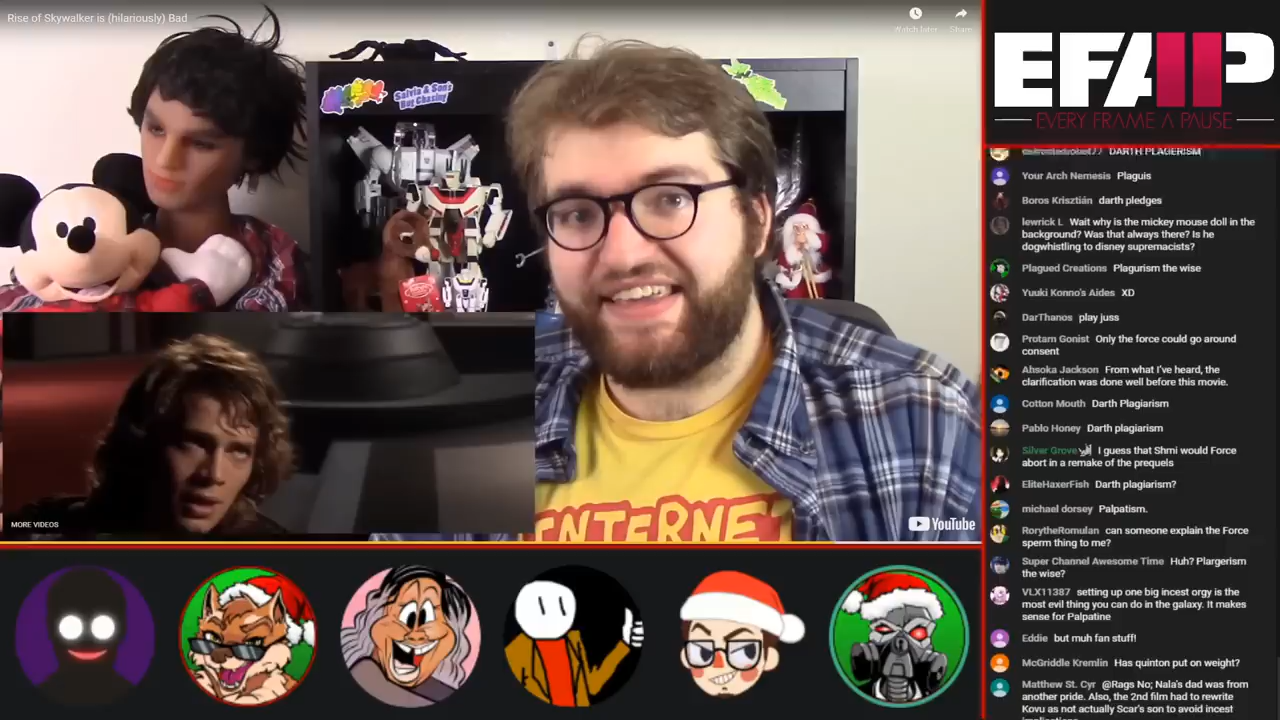 Rise of Skywalker is (hilariously) Bad
Watch later
Share
Salvia & Sons
Bug Chasing
INTERNE
MORE VIDEOS
YouTube
EFAP
EVERY FRAME A PAUSE
DARTH PLAGERISM
Your Arch Nemesis Plaguis
Boros Krisztián darth pledges
lewrick L Wait why is the mickey mouse doll in the
background? Was that always there? Is he
dogwhistling to disney supremacists?
Plagued Creations Plagurism the wise
Yuuki Konno's Aides XD
DarThanos play juss
Protam Gonist Only the force could go around
consent
Ahsoka Jackson From what I've heard, the
clarification was done well before this movie.
Cotton Mouth Darth Plagiarism
Pablo Honey Darth plagiarism
Silver Grove I guess that Shmi would Force
abort in a remake of the prequels
EliteHaxerFish Darth plagiarism?
michael dorsey Palpatism.
RorytheRomulan can someone explain the Force
sperm thing to me?
Super Channel Awesome Time Huh? Plargerism
the wise?
VLX11387 setting up one big incest orgy is the
most evil thing you can do in the galaxy. It makes
sense for Palpatine
Eddie but muh fan stuff!
McGriddle Kremlin Has quinton put on weight?
Matthew St. Cyr @Rags No; Nala's dad was from
another pride. Also, the 2nd film had to rewrite
Kovu as not actually Scar's son to avoid incest